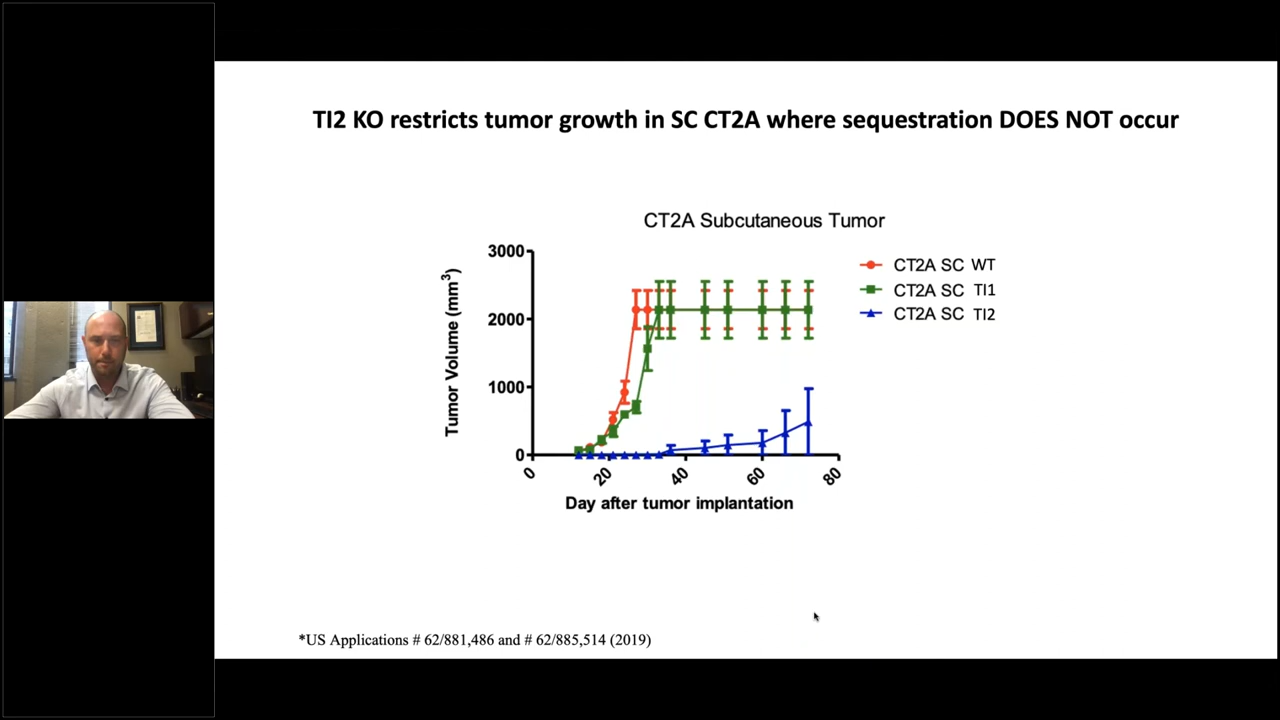 TI2 KO restricts tumor growth in SC CT2A where sequestration DOES NOT occur
CT2A Subcutaneous Tumor
Tumor Volume (mm³)
3000
2000
1000
0
0
20
40
60
80
Day after tumor implantation
CT2A SC WT
CT2A SC TI1
CT2A SC TI2
*US Applications # 62/881,486 and # 62/885,514 (2019)